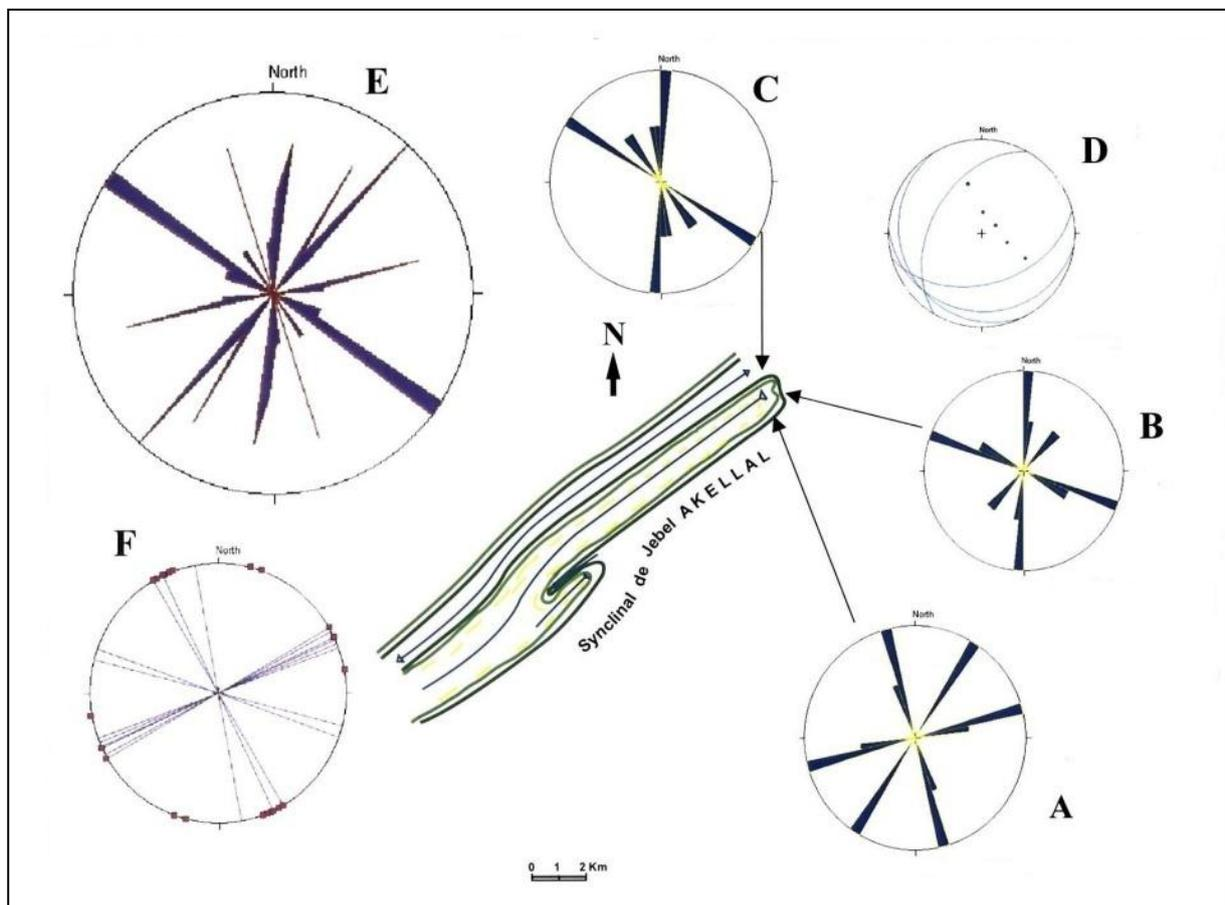 North
E
North
C
North
D
N
North
B
Synclinal de Jebel AKELLAL
F
North
North
A
0 1 2 Km